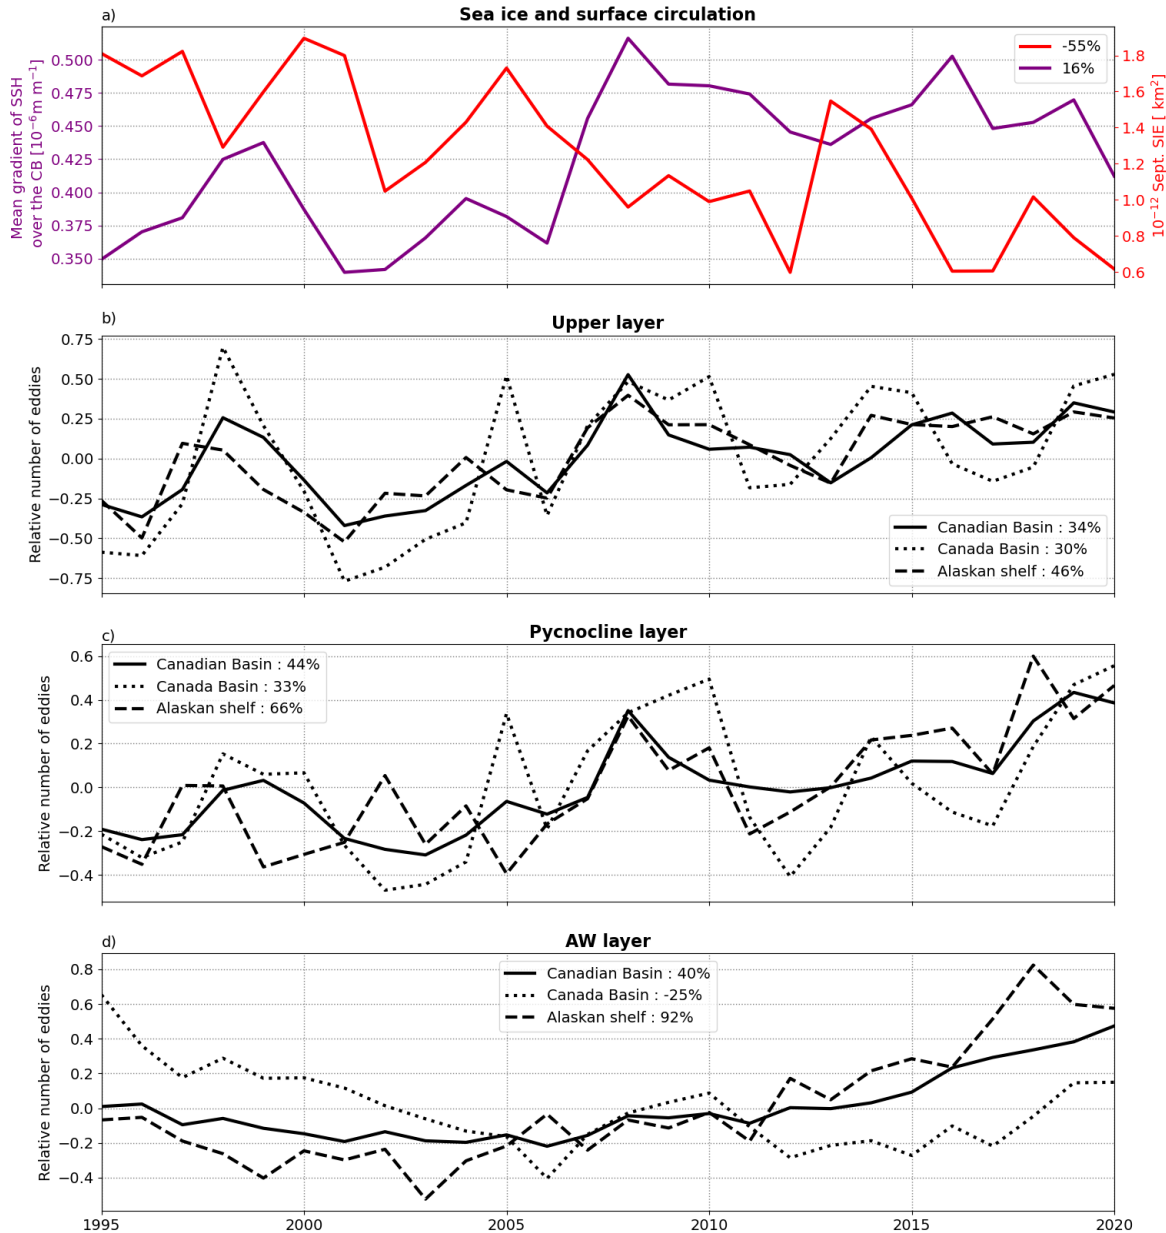 a)
Sea ice and surface circulation
Mean gradient of SSH
over the CB [10⁻⁶m m⁻¹]
0.500
0.475
0.450
0.425
0.400
0.375
0.350
-55%
16%
1.8
1.6
1.4
1.2
1.0
0.8
0.6
10⁻¹² Sept. SIE [ km²]
b)
Upper layer
Relative number of eddies
0.75
0.50
0.25
0.00
−0.25
−0.50
−0.75
Canadian Basin : 34%
Canada Basin : 30%
Alaskan shelf : 46%
c)
Pycnocline layer
Relative number of eddies
0.6
0.4
0.2
0.0
−0.2
−0.4
Canadian Basin : 44%
Canada Basin : 33%
Alaskan shelf : 66%
d)
AW layer
Relative number of eddies
0.8
0.6
0.4
0.2
0.0
−0.2
−0.4
Canadian Basin : 40%
Canada Basin : -25%
Alaskan shelf : 92%
1995 2000 2005 2010 2015 2020